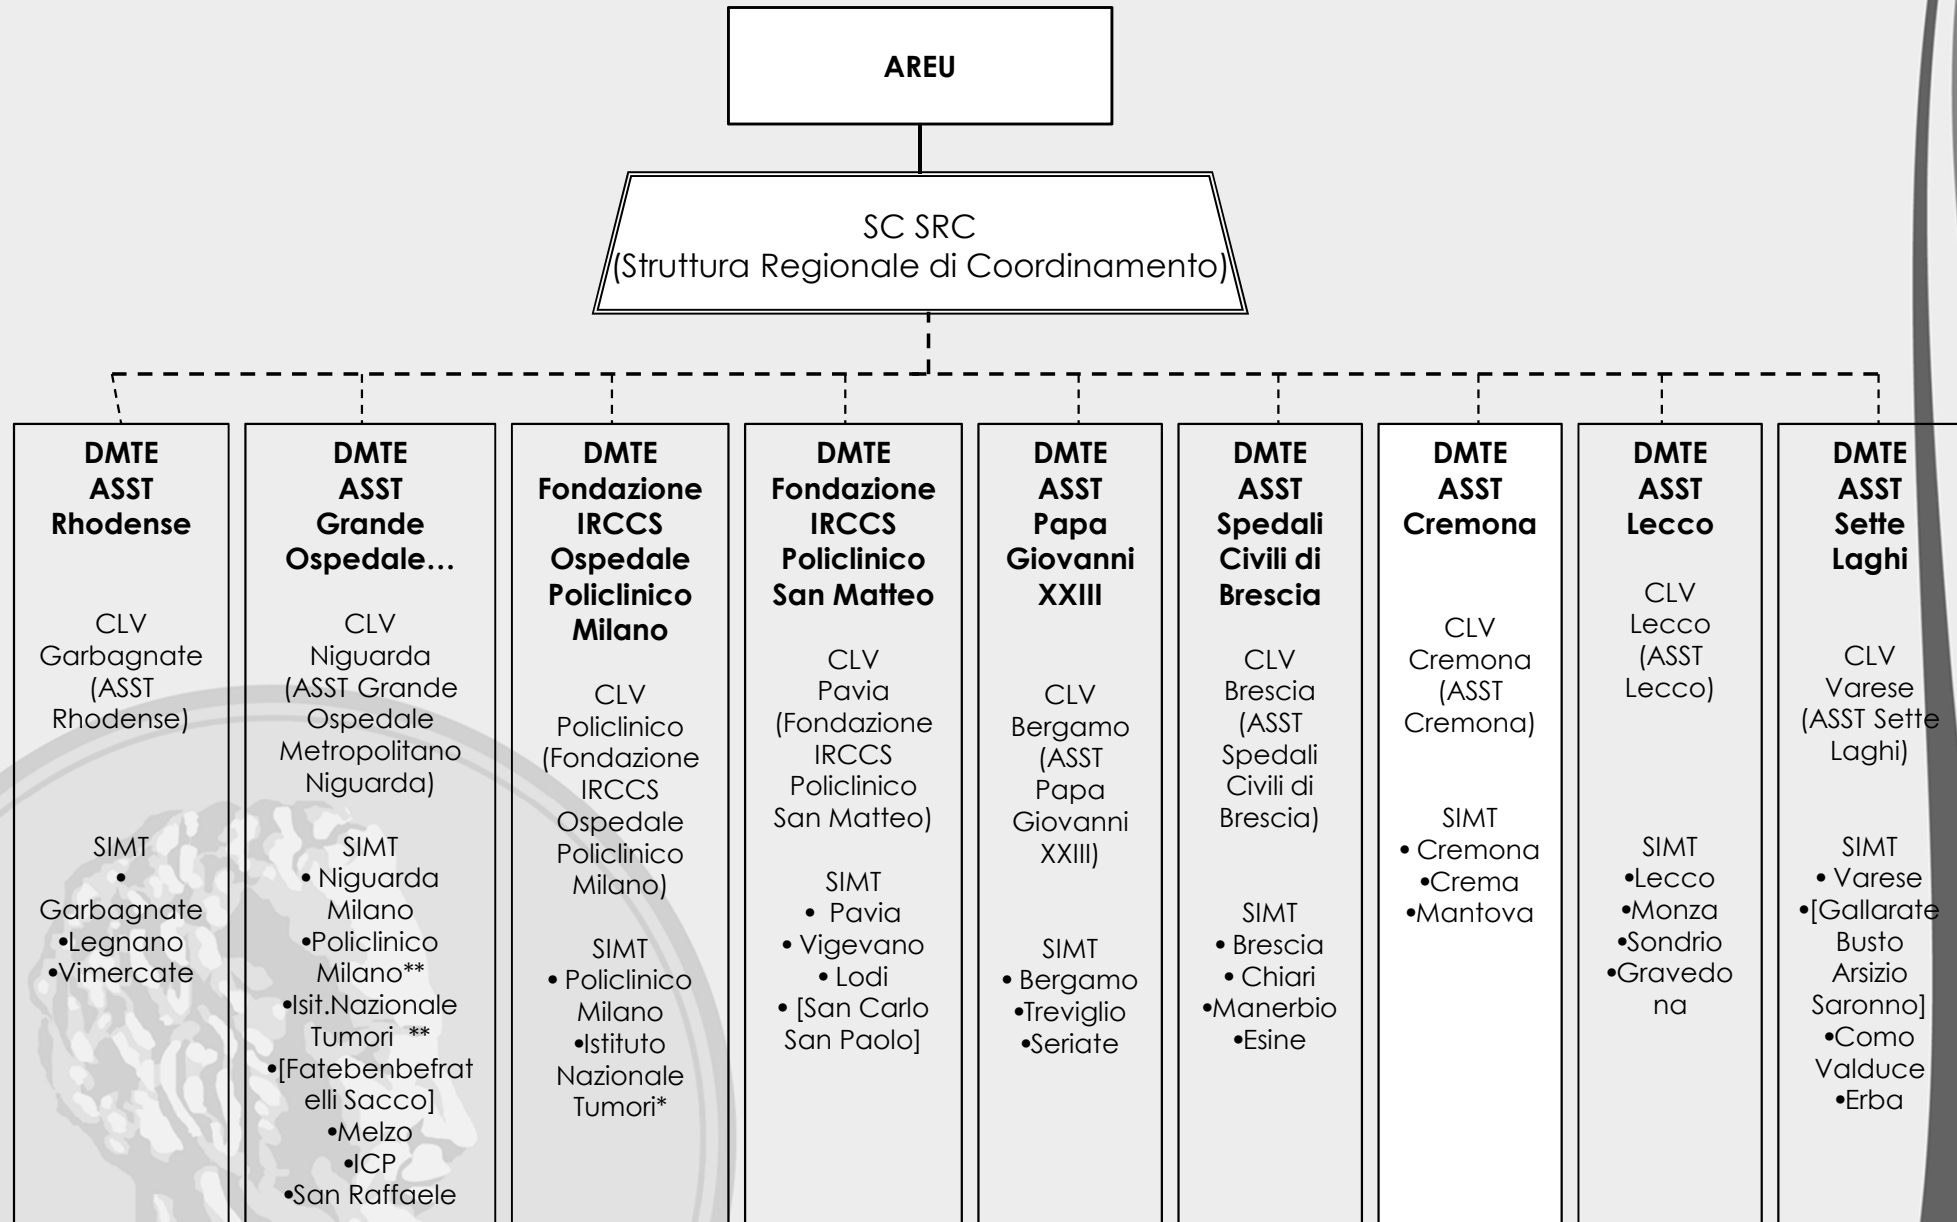 AREU
SC SRC
(Struttura Regionale di Coordinamento)
DMTE
ASST
Rhodense
CLV
Garbagnate
(ASST
Rhodense)
SIMT
•
Garbagnate
•Legnano
•Vimercate
DMTE
ASST
Grande
Ospedale…
CLV
Niguarda
(ASST Grande
Ospedale
Metropolitano
Niguarda)
SIMT
• Niguarda
Milano
•Policlinico
Milano**
•Isit.Nazionale
Tumori **
•[Fatebenbefrat
elli Sacco]
•Melzo
•ICP
•San Raffaele
DMTE
Fondazione
IRCCS
Ospedale
Policlinico
Milano
CLV
Policlinico
(Fondazione
IRCCS
Ospedale
Policlinico
Milano)
SIMT
• Policlinico
Milano
•Istituto
Nazionale
Tumori*
DMTE
Fondazione
IRCCS
Policlinico
San Matteo
CLV
Pavia
(Fondazione
IRCCS
Policlinico
San Matteo)
SIMT
• Pavia
• Vigevano
• Lodi
• [San Carlo
San Paolo]
DMTE
ASST
Papa
Giovanni
XXIII
CLV
Bergamo
(ASST
Papa
Giovanni
XXIII)
SIMT
• Bergamo
•Treviglio
•Seriate
DMTE
ASST
Spedali
Civili di
Brescia
CLV
Brescia
(ASST
Spedali
Civili di
Brescia)
SIMT
• Brescia
• Chiari
•Manerbio
•Esine
DMTE
ASST
Cremona
CLV
Cremona
(ASST
Cremona)
SIMT
• Cremona
•Crema
•Mantova
DMTE
ASST
Lecco
CLV
Lecco
(ASST
Lecco)
SIMT
•Lecco
•Monza
•Sondrio
•Gravedo
na
DMTE
ASST
Sette
Laghi
CLV
Varese
(ASST Sette
Laghi)
SIMT
• Varese
•[Gallarate
Busto
Arsizio
Saronno]
•Como
Valduce
•Erba